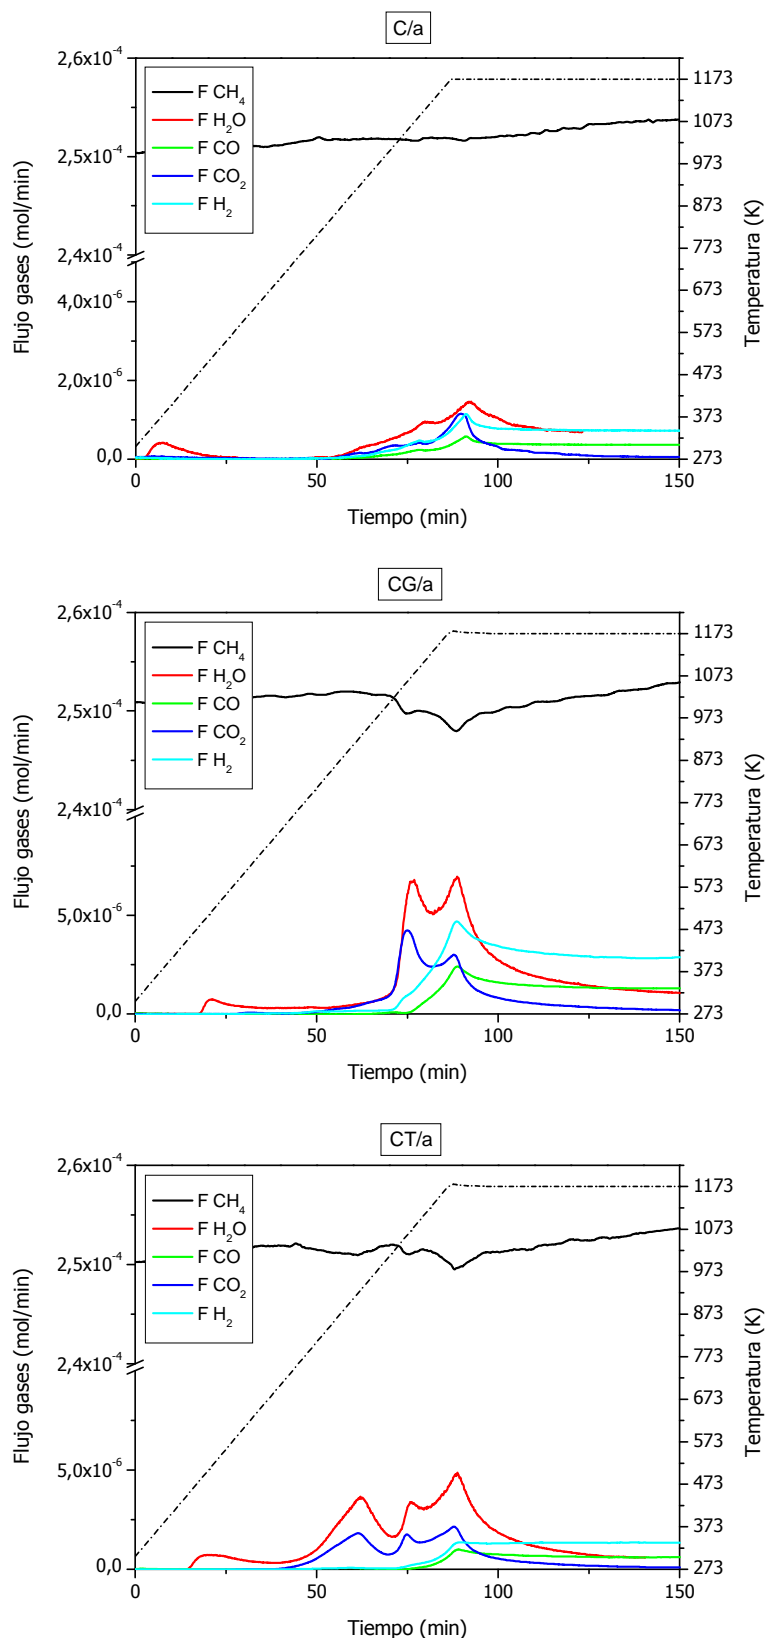 C/a
2,6x10⁻⁴
2,5x10⁻⁴
2,4x10⁻⁴
4,0x10⁻⁶
2,0x10⁻⁶
0,0
Flujo gases (mol/min)
F CH₄
F H₂O
F CO
F CO₂
F H₂
1173
1073
973
873
773
673
573
473
373
273
Temperatura (K)
0
50
100
150
Tiempo (min)
CG/a
2,6x10⁻⁴
2,5x10⁻⁴
2,4x10⁻⁴
5,0x10⁻⁶
0,0
Flujo gases (mol/min)
F CH₄
F H₂O
F CO
F CO₂
F H₂
1173
1073
973
873
773
673
573
473
373
273
Temperatura (K)
0
50
100
150
Tiempo (min)
CT/a
2,6x10⁻⁴
2,5x10⁻⁴
2,4x10⁻⁴
5,0x10⁻⁶
0,0
Flujo gases (mol/min)
F CH₄
F H₂O
F CO
F CO₂
F H₂
1173
1073
973
873
773
673
573
473
373
273
Temperatura (K)
0
50
100
150
Tiempo (min)